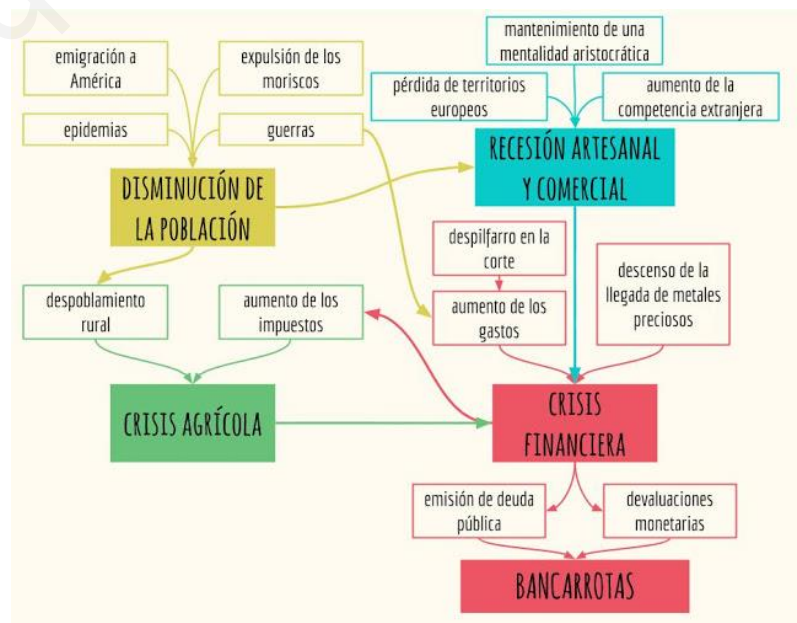 mantenimiento de una
mentalidad aristocrática
emigración a
América
expulsión de los
moriscos
pérdida de territorios
europeos
aumento de la
competencia extranjera
epidemias
guerras
RECESIÓN ARTESANAL
Y COMERCIAL
DISMINUCIÓN DE
LA POBLACIÓN
despilfarro en la
corte
descenso de la
llegada de metales
preciosos
despoblamiento
rural
aumento de los
impuestos
aumento de los
gastos
CRISIS AGRÍCOLA
CRISIS
FINANCIERA
emisión de deuda
pública
devaluaciones
monetarias
BANCARROTAS